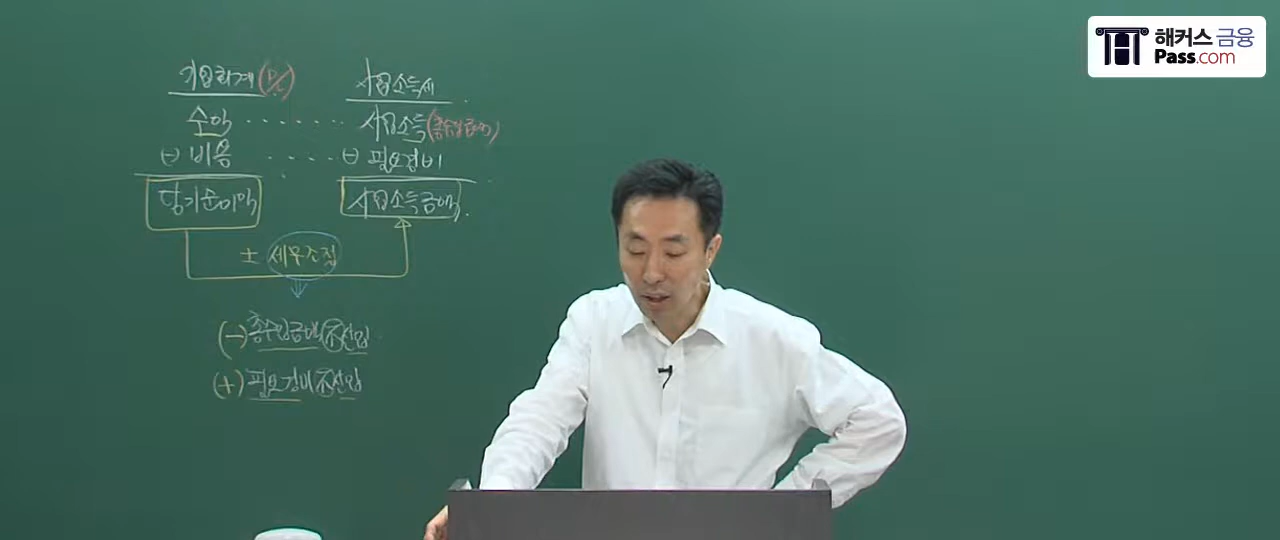 해커스 금융
Pass.com
기업회계 (P/L) 사업소득세
수익 ・・・・・・・ 사업소득 (총수입금액)
(-) 비용 ・・・・ (-) 필요경비
당기순이익 사업소득금액
± 세무조정
(-) 총수입금액 不산입
(+) 필요경비 不산입